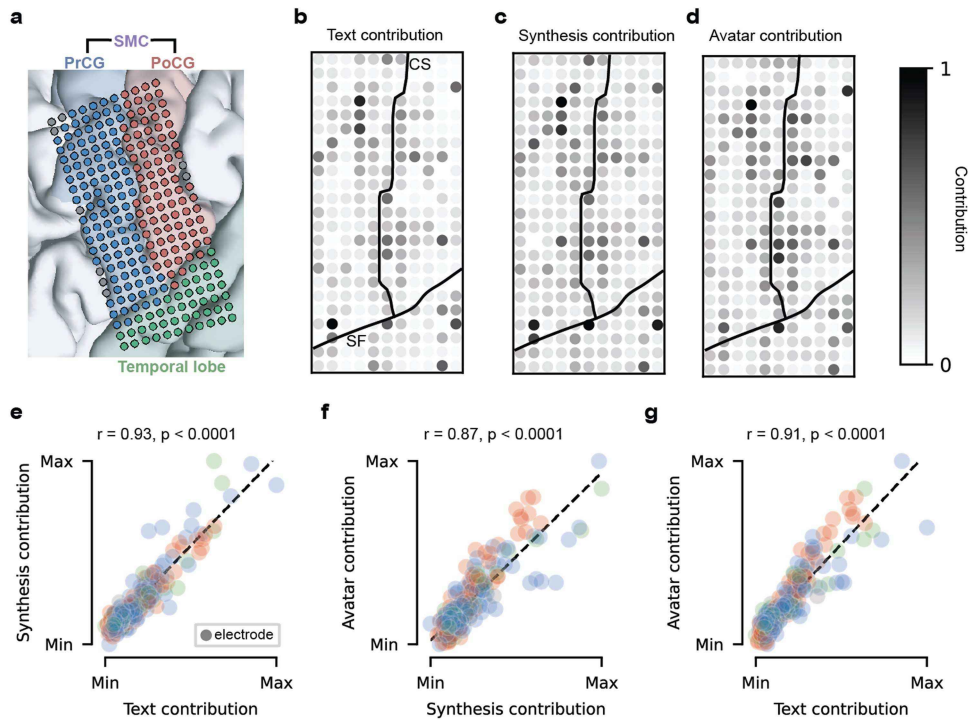 a
SMC
PrCG
PoCG
Temporal lobe
b
Text contribution
CS
SF
c
Synthesis contribution
d
Avatar contribution
1
Contribution
0
e
r = 0.93, p < 0.0001
Max
Synthesis contribution
Min
electrode
Min
Max
Text contribution
f
r = 0.87, p < 0.0001
Max
Avatar contribution
Min
Min
Max
Synthesis contribution
g
r = 0.91, p < 0.0001
Max
Avatar contribution
Min
Min
Max
Text contribution